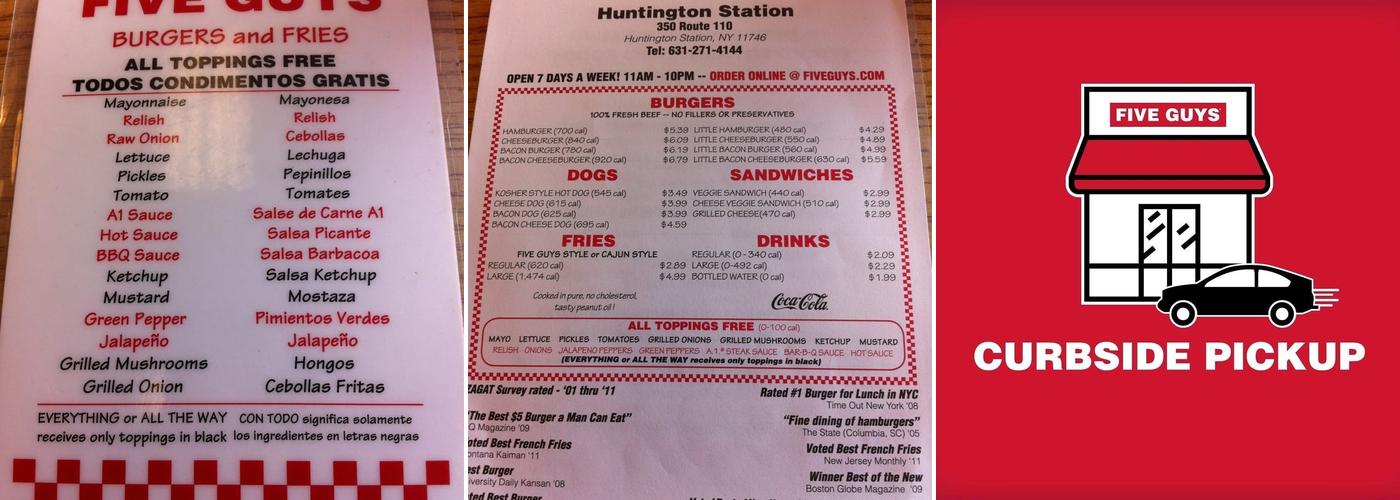 FIVE GUYS
BURGERS and FRIES
ALL TOPPINGS FREE
TODOS CONDIMENTOS GRATIS
Mayonnaise Mayonesa
Relish Relish
Raw Onion Cebollas
Lettuce Lechuga
Pickles Pepinillos
Tomato Tomates
A1 Sauce Salse de Carne A1
Hot Sauce Salsa Picante
BBQ Sauce Salsa Barbacoa
Ketchup Salsa Ketchup
Mustard Mostaza
Green Pepper Pimientos Verdes
Jalapeño Jalapeño
Grilled Mushrooms Hongos
Grilled Onion Cebollas Fritas
EVERYTHING or ALL THE WAY CON TODO significa solamente
receives only toppings in black los ingredientes en letras negras
Huntington Station
350 Route 110
Huntington Station, NY 11746
Tel: 631-271-4144
OPEN 7 DAYS A WEEK! 11AM - 10PM -- ORDER ONLINE @ FIVEGUYS.COM
BURGERS
100% FRESH BEEF -- NO FILLERS OR PRESERVATIVES
HAMBURGER (700 cal) $5.39 LITTLE HAMBURGER (480 cal) $4.29
CHEESEBURGER (840 cal) $6.09 LITTLE CHEESEBURGER (550 cal) $4.89
BACON BURGER (780 cal) $6.19 LITTLE BACON BURGER (560 cal) $4.99
BACON CHEESEBURGER (920 cal) $6.79 LITTLE BACON CHEESEBURGER (630 cal) $5.59
DOGS SANDWICHES
KOSHER STYLE HOT DOG (545 cal) $3.49 VEGGIE SANDWICH (440 cal) $2.99
CHEESE DOG (615 cal) $3.99 CHEESE VEGGIE SANDWICH (510 cal) $2.99
BACON DOG (625 cal) $3.99 GRILLED CHEESE(470 cal) $2.99
BACON CHEESE DOG (695 cal) $4.59
FRIES DRINKS
FIVE GUYS STYLE or CAJUN STYLE REGULAR (0 - 340 cal) $2.09
REGULAR (620 cal) $2.89 LARGE (0-492 cal) $2.29
LARGE (1,474 cal) $4.99 BOTTLED WATER (0 cal) $1.99
Cooked in pure, no cholesterol,
tasty peanut oil !
Coca-Cola
ALL TOPPINGS FREE (0-100 cal)
MAYO LETTUCE PICKLES TOMATOES GRILLED ONIONS GRILLED MUSHROOMS KETCHUP MUSTARD
RELISH ONIONS JALAPENO PEPPERS GREEN PEPPERS A.1.® STEAK SAUCE BAR-B-Q SAUCE HOT SAUCE
(EVERYTHING or ALL THE WAY receives only toppings in black)
ZAGAT Survey rated - '01 thru '11 Rated #1 Burger for Lunch in NYC
Time Out New York '08
"The Best $5 Burger a Man Can Eat" "Fine dining of hamburgers"
Q Magazine '09 The State (Columbia, SC) '05
oted Best French Fries Voted Best French Fries
ontana Kaiman '11 New Jersey Monthly '11
est Burger Winner Best of the New
iversity Daily Kansan '08 Boston Globe Magazine '09
oted Best Burger
FIVE GUYS
CURBSIDE PICKUP